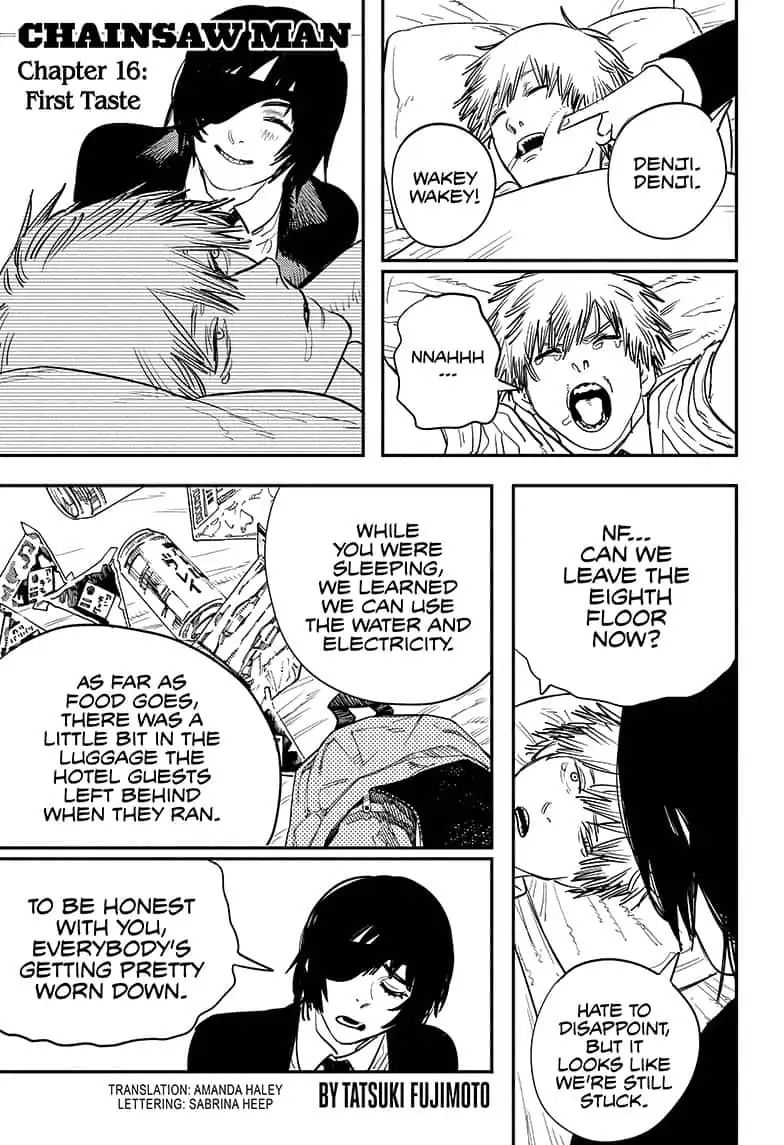 CHAINSAW MAN
Chapter 16:
First Taste
DENJI.
DENJI.
WAKEY
WAKEY!
NNAHHH
...
NF...
CAN WE
LEAVE THE
EIGHTH
FLOOR
NOW?
HATE TO
DISAPPOINT,
BUT IT
LOOKS LIKE
WE'RE STILL
STUCK.
WHILE
YOU WERE
SLEEPING,
WE LEARNED
WE CAN USE
THE WATER AND
ELECTRICITY.
AS FAR AS
FOOD GOES,
THERE WAS A
LITTLE BIT IN THE
LUGGAGE THE
HOTEL GUESTS
LEFT BEHIND
WHEN THEY RAN.
TO BE HONEST
WITH YOU,
EVERYBODY'S
GETTING PRETTY
WORN DOWN.
TRANSLATION: AMANDA HALEY
LETTERING: SABRINA HEEP
BY TATSUKI FUJIMOTO